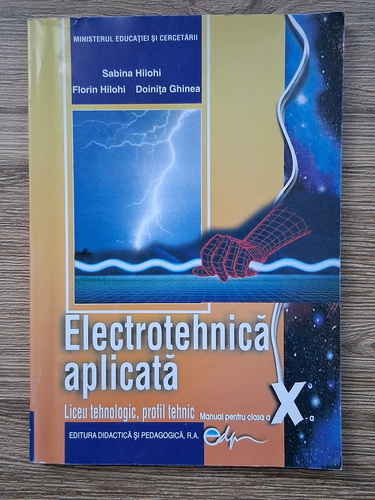 MINISTERUL EDUCAȚIEI ȘI CERCETĂRII
Sabina Hilohi
Florin Hilohi Doinița Ghinea
Electrotehnică
aplicată
Liceu tehnologic, profil tehnic Manual pentru clasa a X-a
EDITURA DIDACTICĂ ȘI PEDAGOGICĂ, R.A. edp